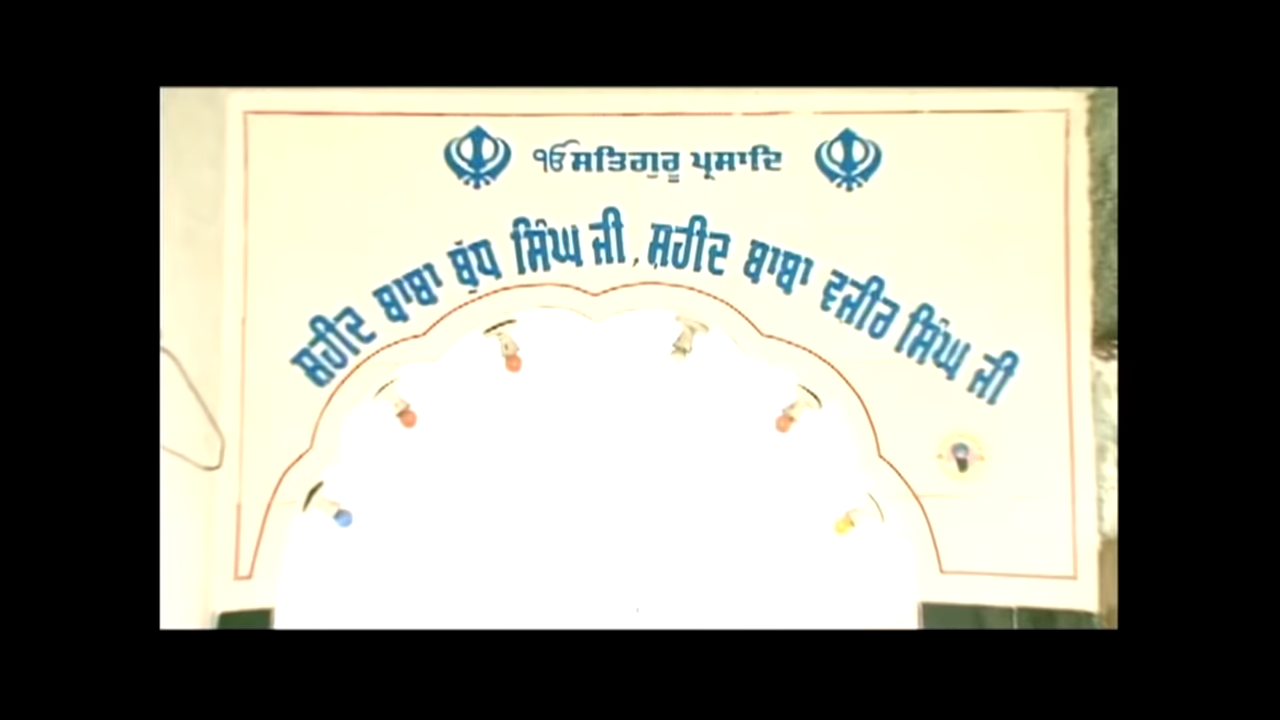 ੴ ਸਤਿਗੁਰੂ ਪ੍ਰਸਾਦਿ
ਸ਼ਹੀਦ ਬਾਬਾ ਬੁੱਧ ਸਿੰਘ ਜੀ, ਸ਼ਹੀਦ ਬਾਬਾ ਵਜ਼ੀਰ ਸਿੰਘ ਜੀ